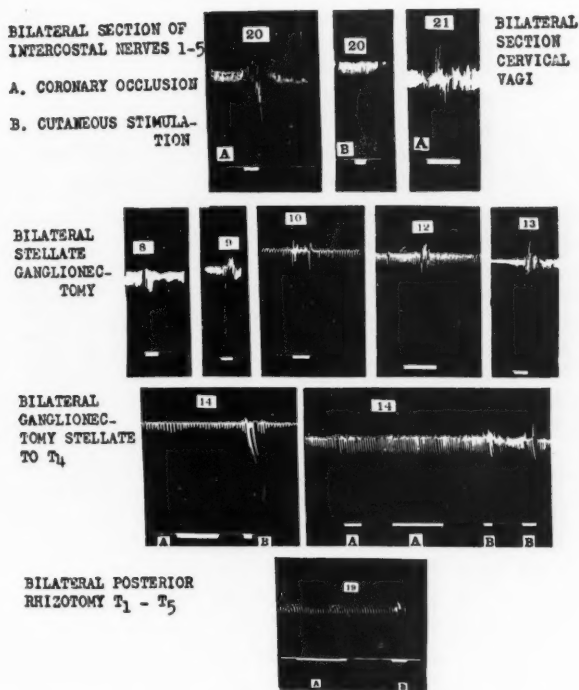 BILATERAL SECTION OF
INTERCOSTAL NERVES 1-5
A. CORONARY OCCLUSION
B. CUTANEOUS STIMULA-
TION
20
A
20
B
21
A
BILATERAL
SECTION
CERVICAL
VAGI
BILATERAL
STELLATE
GANGLIONEC-
TOMY
8
9
10
12
13
BILATERAL
GANGLIONEC-
TOMY STELLATE
TO T4
14
A B
14
A A B B
BILATERAL POSTERIOR
RHIZOTOMY T1 - T5
19
A B